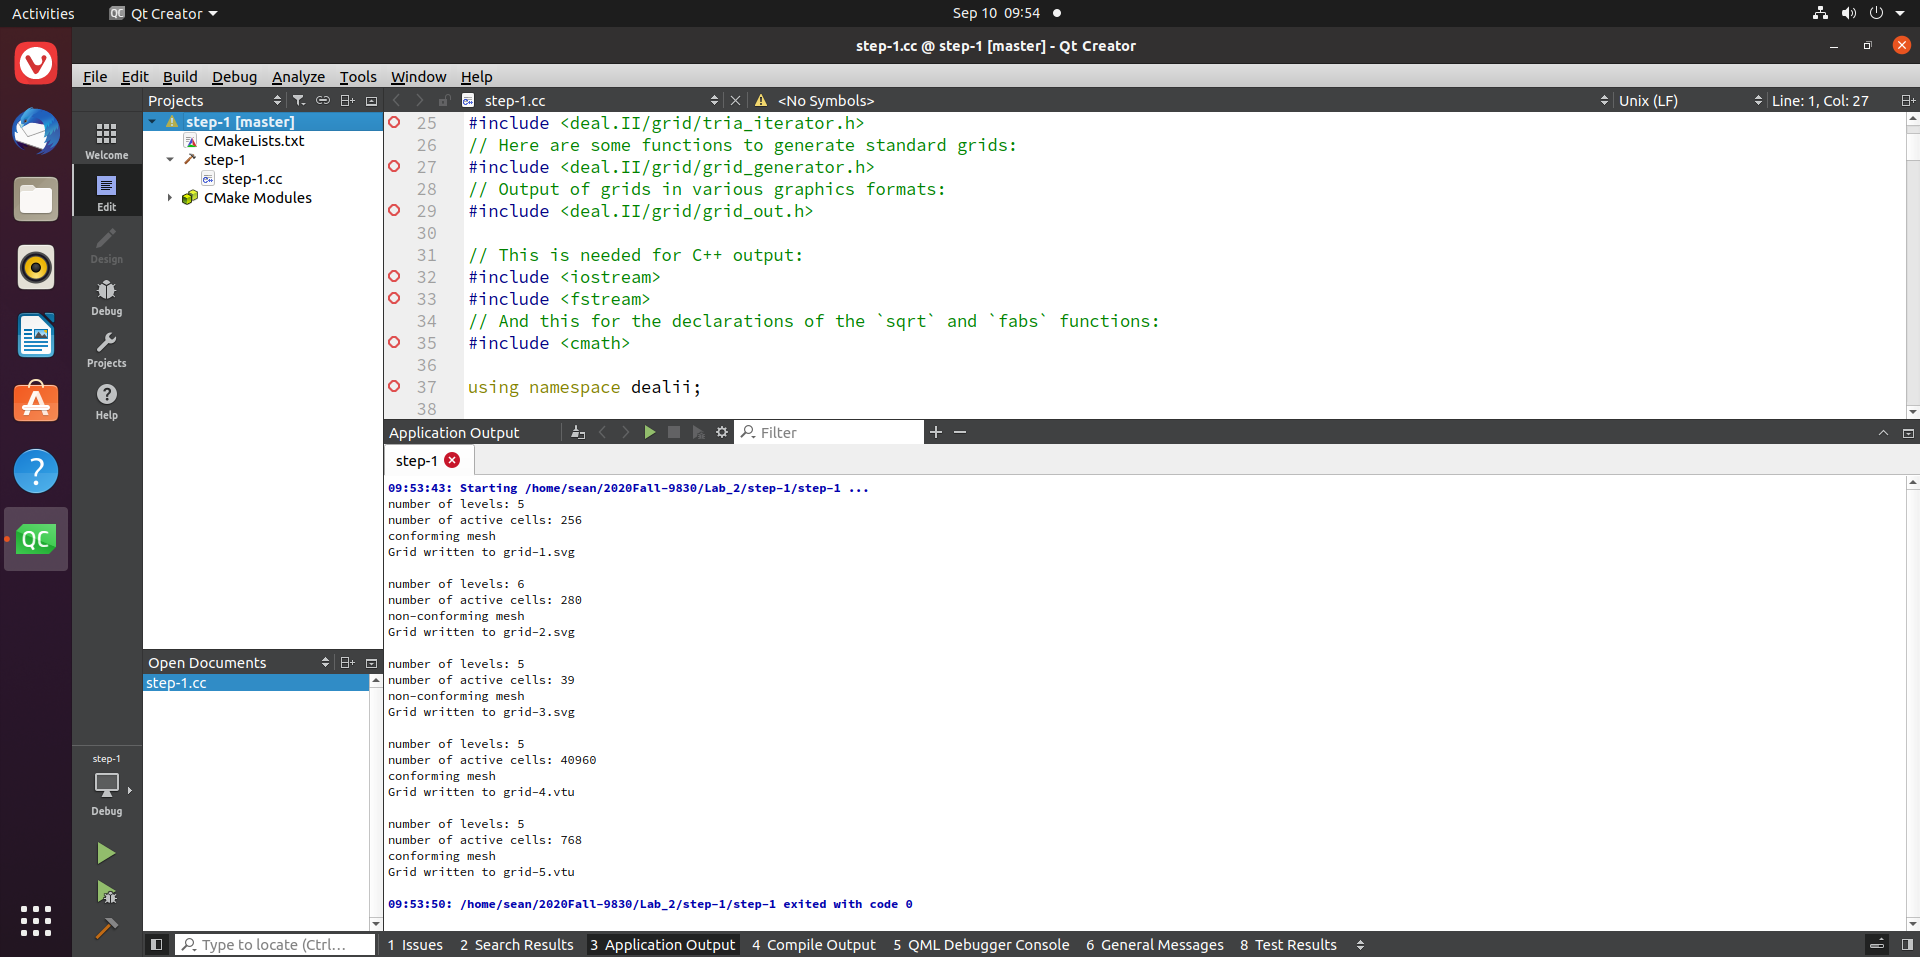 Activities
Qt Creator
Sep 10 09:54
step-1.cc @ step-1 [master] - Qt Creator
File Edit Build Debug Analyze Tools Window Help
Projects
step-1.cc
<No Symbols>
Unix (LF)
Line: 1, Col: 27
Welcome
Edit
Design
Debug
Projects
Help
step-1 [master]
CMakeLists.txt
step-1
step-1.cc
CMake Modules
25 #include <deal.II/grid/tria_iterator.h>
26 // Here are some functions to generate standard grids:
27 #include <deal.II/grid/grid_generator.h>
28 // Output of grids in various graphics formats:
29 #include <deal.II/grid/grid_out.h>
30
31 // This is needed for C++ output:
32 #include <iostream>
33 #include <fstream>
34 // And this for the declarations of the `sqrt` and `fabs` functions:
35 #include <cmath>
36
37 using namespace dealii;
38
Application Output
Filter
step-1
09:53:43: Starting /home/sean/2020Fall-9830/Lab_2/step-1/step-1 ...
number of levels: 5
number of active cells: 256
conforming mesh
Grid written to grid-1.svg
number of levels: 6
number of active cells: 280
non-conforming mesh
Grid written to grid-2.svg
number of levels: 5
number of active cells: 39
non-conforming mesh
Grid written to grid-3.svg
number of levels: 5
number of active cells: 40960
conforming mesh
Grid written to grid-4.vtu
number of levels: 5
number of active cells: 768
conforming mesh
Grid written to grid-5.vtu
09:53:50: /home/sean/2020Fall-9830/Lab_2/step-1/step-1 exited with code 0
Open Documents
step-1.cc
step-1
Debug
QC
Type to locate (Ctrl...
1 Issues
2 Search Results
3 Application Output
4 Compile Output
5 QML Debugger Console
6 General Messages
8 Test Results